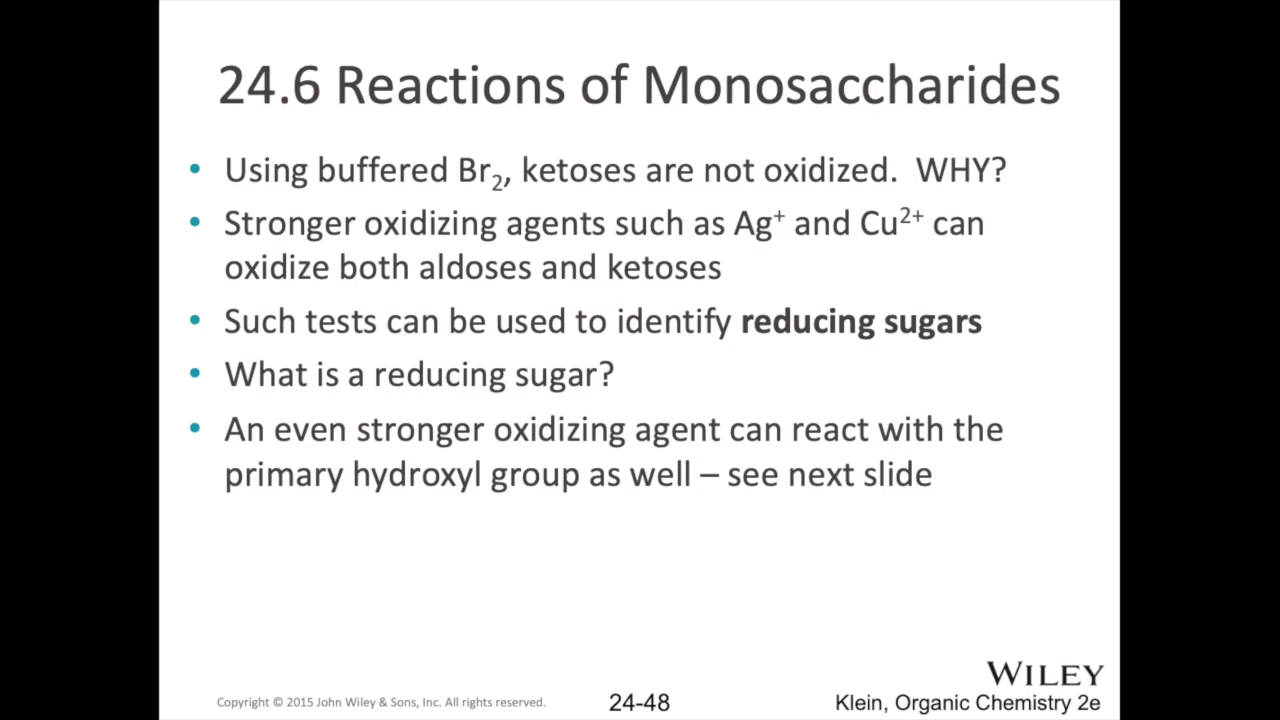 24.6 Reactions of Monosaccharides
• Using buffered Br₂, ketoses are not oxidized. WHY?
• Stronger oxidizing agents such as Ag⁺ and Cu²⁺ can
oxidize both aldoses and ketoses
• Such tests can be used to identify reducing sugars
• What is a reducing sugar?
• An even stronger oxidizing agent can react with the
primary hydroxyl group as well – see next slide
WILEY
Copyright © 2015 John Wiley & Sons, Inc. All rights reserved.
24-48
Klein, Organic Chemistry 2e